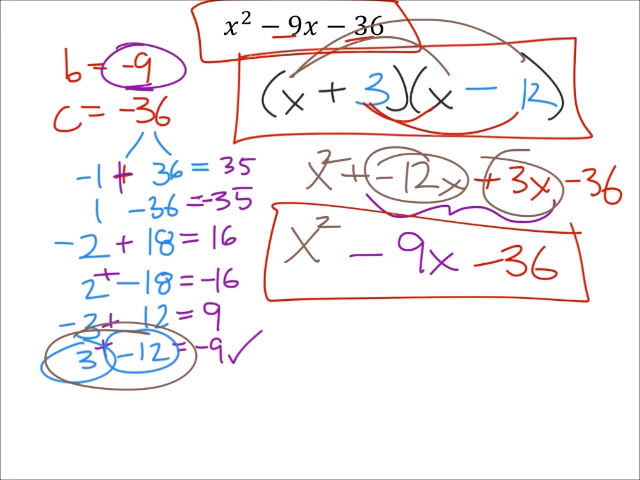 x² − 9x − 36
b = -9
c = -36
-1 + 36 = 35
1 -36 = -35
-2 + 18 = 16
2 + -18 = -16
-3 + 12 = 9
3 + -12 = -9 ✓
(x + 3)(x - 12)
x² + -12x + 3x - 36
x² - 9x - 36